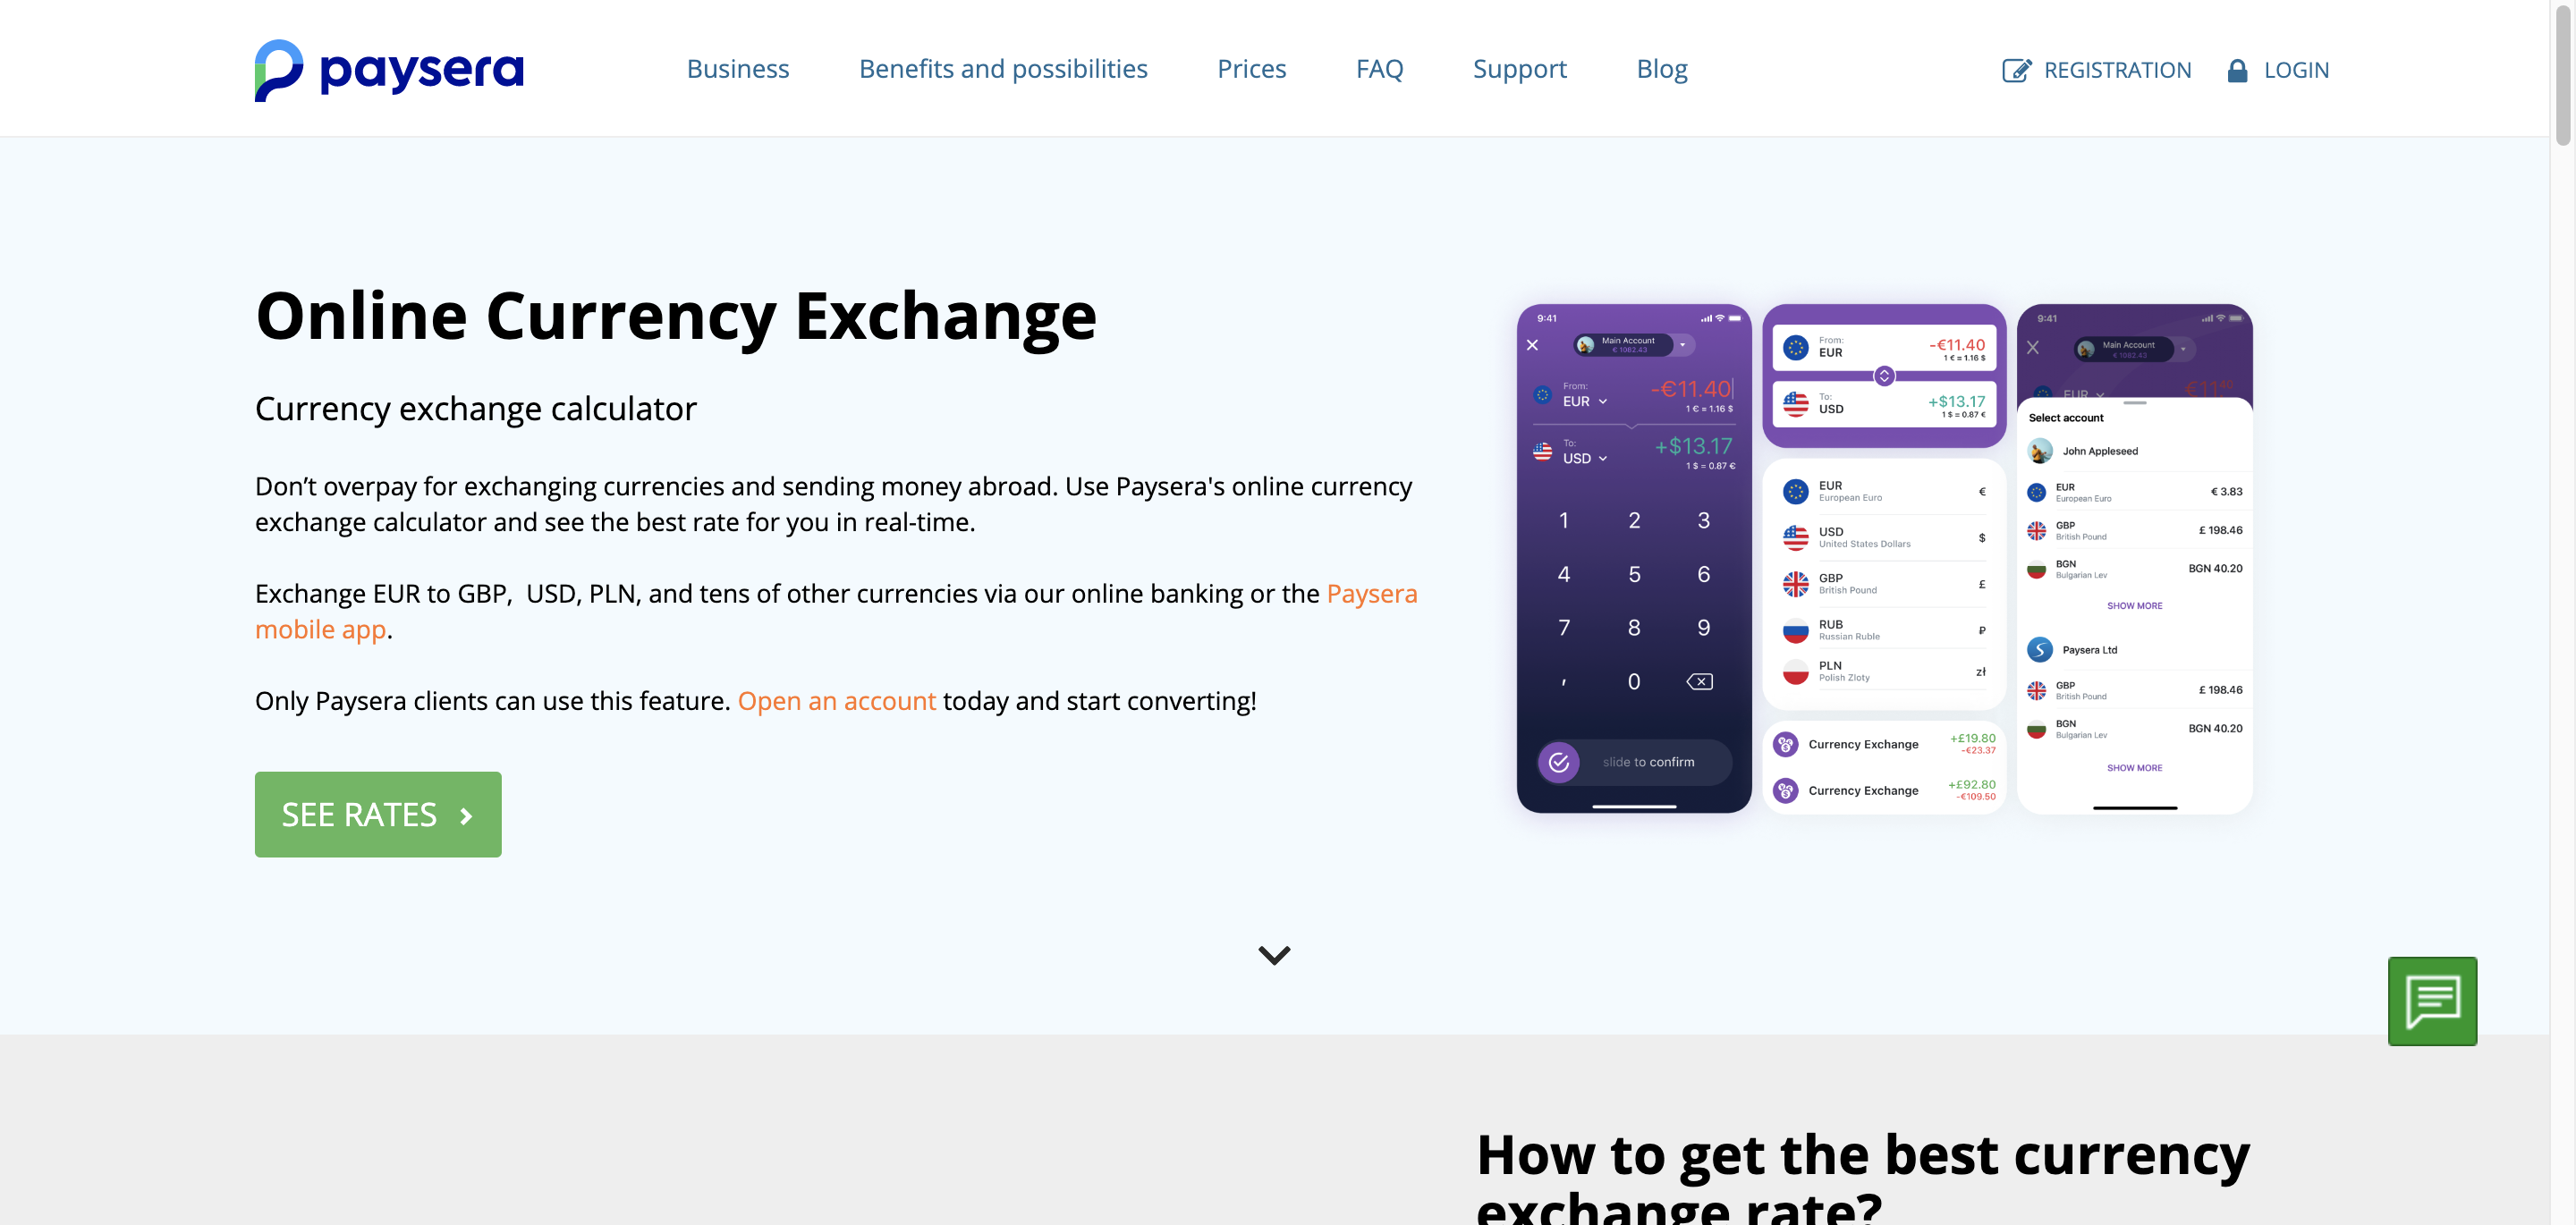 paysera
Business
Benefits and possibilities
Prices
FAQ
Support
Blog
REGISTRATION
LOGIN
Online Currency Exchange
Currency exchange calculator
Don’t overpay for exchanging currencies and sending money abroad. Use Paysera's online currency
exchange calculator and see the best rate for you in real-time.
Exchange EUR to GBP,  USD, PLN, and tens of other currencies via our online banking or the Paysera
mobile app.
Only Paysera clients can use this feature. Open an account today and start converting!
SEE RATES
9:41
Main Account
€ 1082.43
From:
EUR
-€11.40
1 € = 1.16 $
To:
USD
+$13.17
1 $ = 0.87 €
1 2 3
4 5 6
7 8 9
, 0
slide to confirm
From:
EUR
-€11.40
1 € = 1.16 $
To:
USD
+$13.17
1 $ = 0.87 €
EUR
European Euro
€
USD
United States Dollars
$
GBP
British Pound
£
RUB
Russian Ruble
₽
PLN
Polish Zloty
zł
Currency Exchange
+£19.80
-€23.37
Currency Exchange
+£92.80
-€109.50
9:41
Main Account
€ 1082.43
EUR
€11.40
Select account
John Appleseed
EUR
European Euro
€ 3.83
GBP
British Pound
£ 198.46
BGN
Bulgarian Lev
BGN 40.20
SHOW MORE
Paysera Ltd
GBP
British Pound
£ 198.46
BGN
Bulgarian Lev
BGN 40.20
SHOW MORE
How to get the best currency
exchange rate?